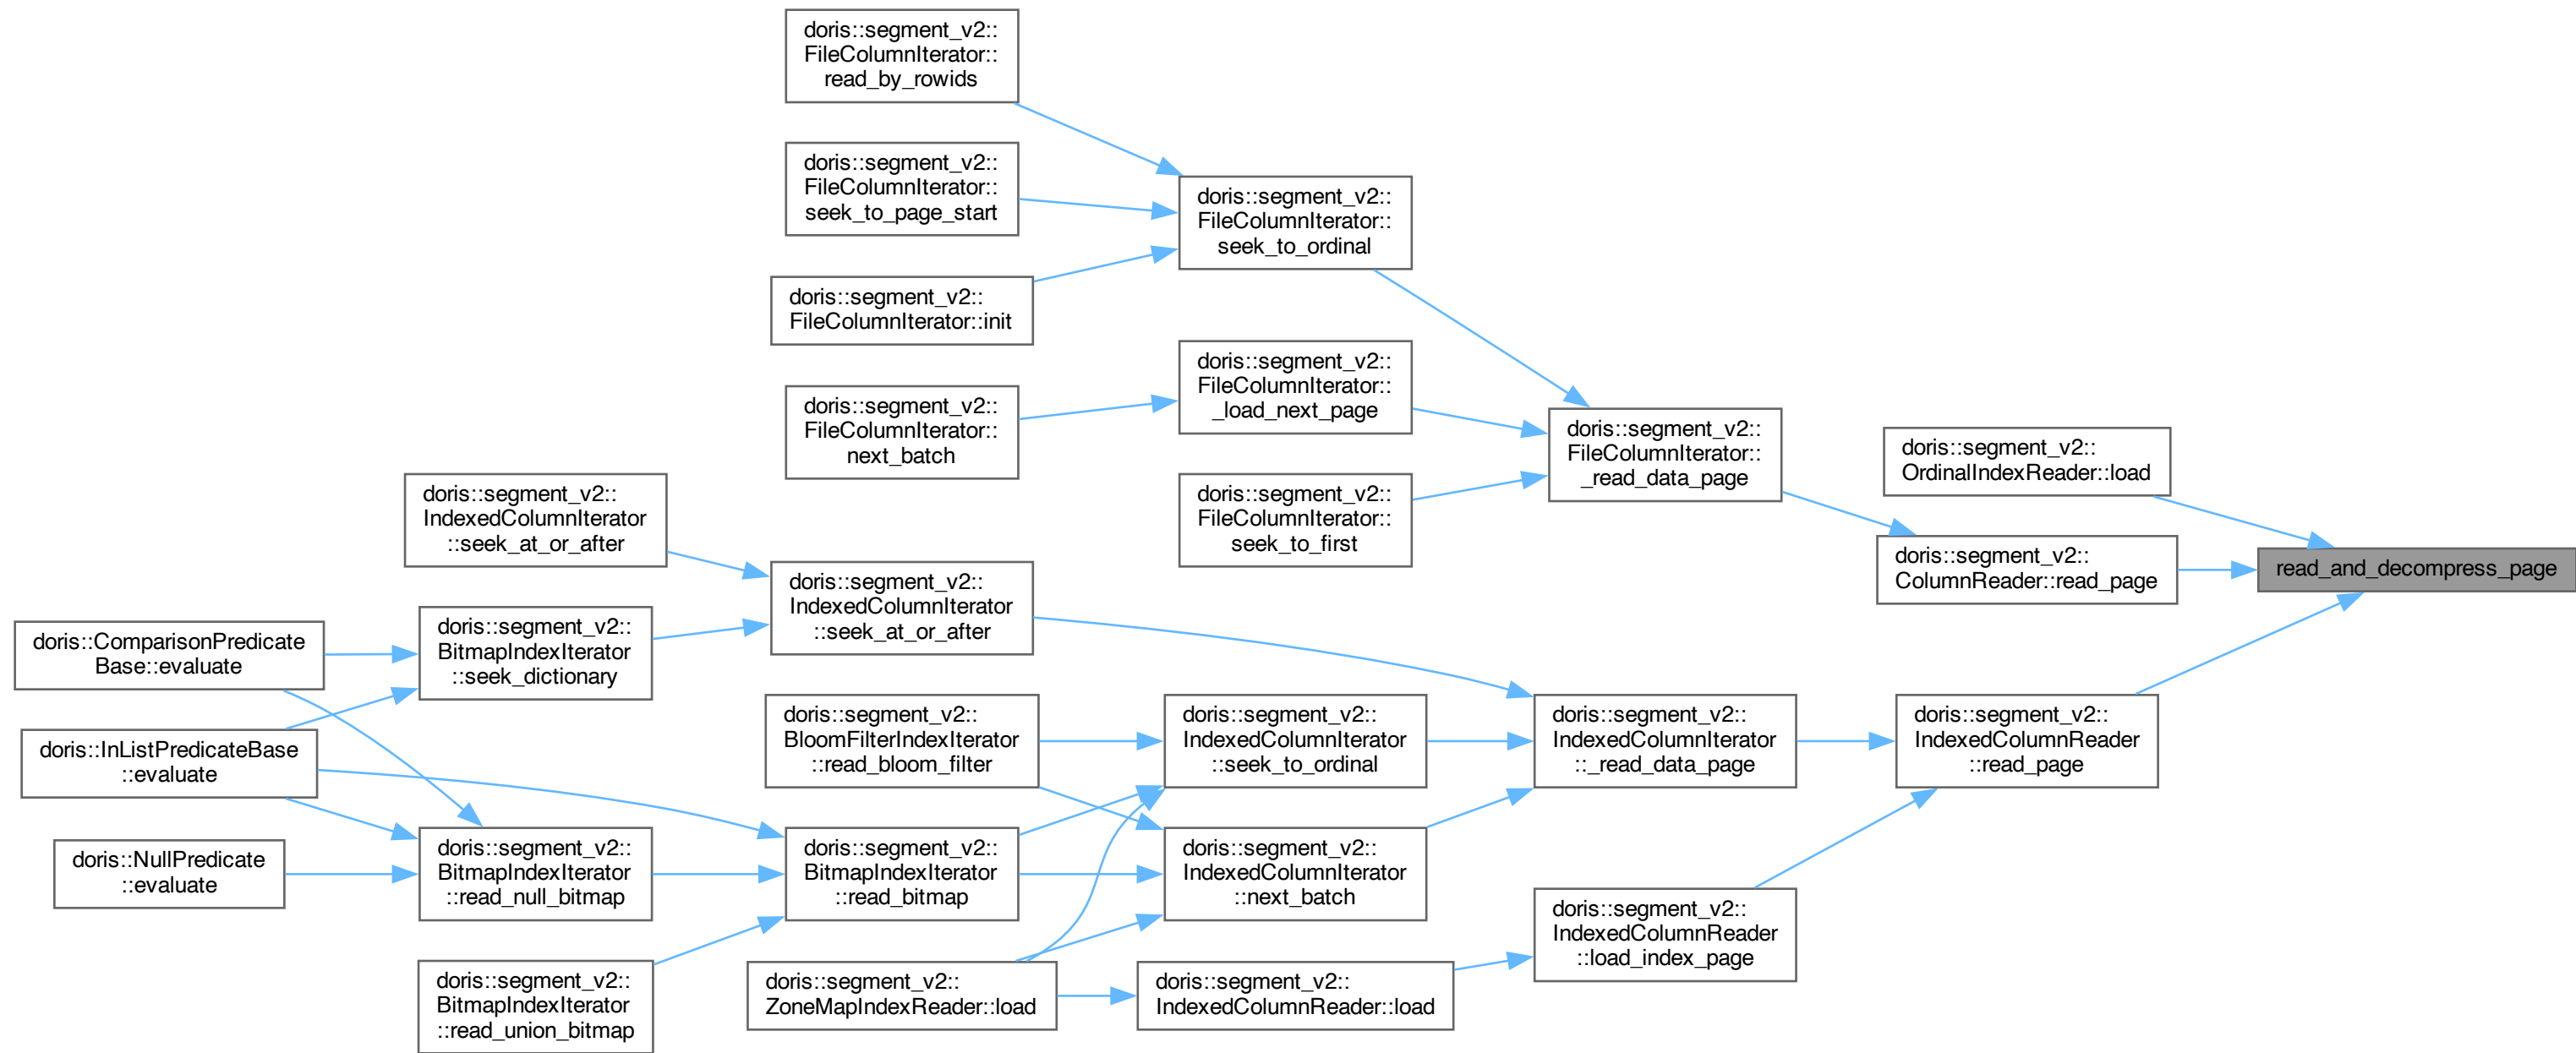 doris::segment_v2::
FileColumnIterator::
read_by_rowids
doris::segment_v2::
FileColumnIterator::
seek_to_page_start
doris::segment_v2::
FileColumnIterator::
seek_to_ordinal
doris::segment_v2::
FileColumnIterator::init
doris::segment_v2::
FileColumnIterator::
_load_next_page
doris::segment_v2::
FileColumnIterator::
next_batch
doris::segment_v2::
FileColumnIterator::
_read_data_page
doris::segment_v2::
OrdinalIndexReader::load
doris::segment_v2::
IndexedColumnIterator
::seek_at_or_after
doris::segment_v2::
FileColumnIterator::
seek_to_first
doris::segment_v2::
ColumnReader::read_page
read_and_decompress_page
doris::segment_v2::
IndexedColumnIterator
::seek_at_or_after
doris::segment_v2::
BitmapIndexIterator
::seek_dictionary
doris::ComparisonPredicate
Base::evaluate
doris::segment_v2::
BloomFilterIndexIterator
::read_bloom_filter
doris::segment_v2::
IndexedColumnIterator
::seek_to_ordinal
doris::segment_v2::
IndexedColumnIterator
::_read_data_page
doris::segment_v2::
IndexedColumnReader
::read_page
doris::InListPredicateBase
::evaluate
doris::NullPredicate
::evaluate
doris::segment_v2::
BitmapIndexIterator
::read_null_bitmap
doris::segment_v2::
BitmapIndexIterator
::read_bitmap
doris::segment_v2::
IndexedColumnIterator
::next_batch
doris::segment_v2::
IndexedColumnReader
::load_index_page
doris::segment_v2::
BitmapIndexIterator
::read_union_bitmap
doris::segment_v2::
ZoneMapIndexReader::load
doris::segment_v2::
IndexedColumnReader::load